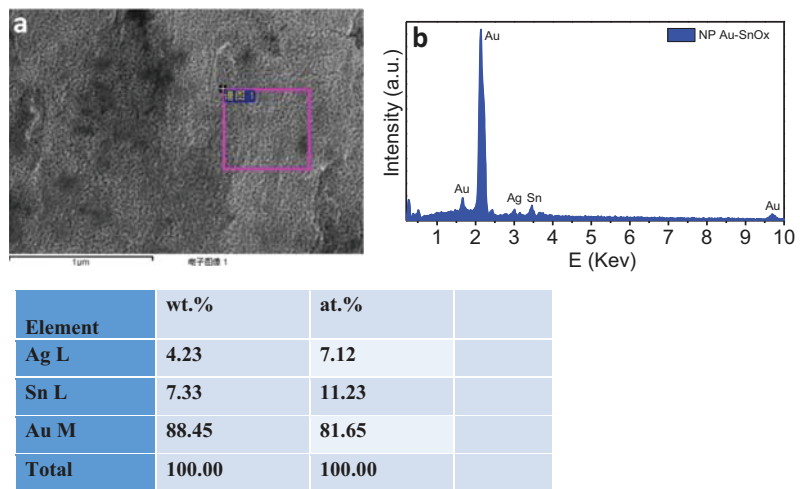 a
1μm
电子图像 1
b
NP Au-SnOx
Au
Au
Ag Sn
Au
Intensity (a.u.)
1 2 3 4 5 6 7 8 9 10
E (Kev)
Element wt.% at.%
Ag L 4.23 7.12
Sn L 7.33 11.23
Au M 88.45 81.65
Total 100.00 100.00